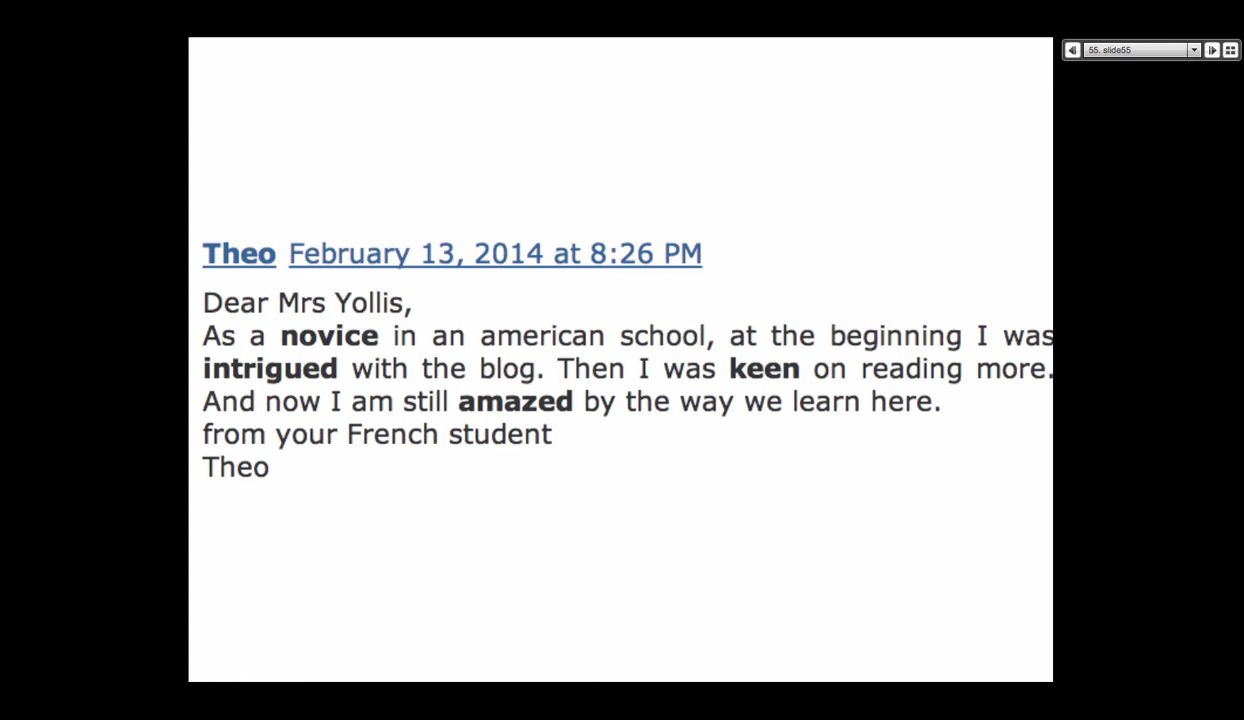 55. slide55
Theo February 13, 2014 at 8:26 PM
Dear Mrs Yollis,
As a novice in an american school, at the beginning I was
intrigued with the blog. Then I was keen on reading more.
And now I am still amazed by the way we learn here.
from your French student
Theo